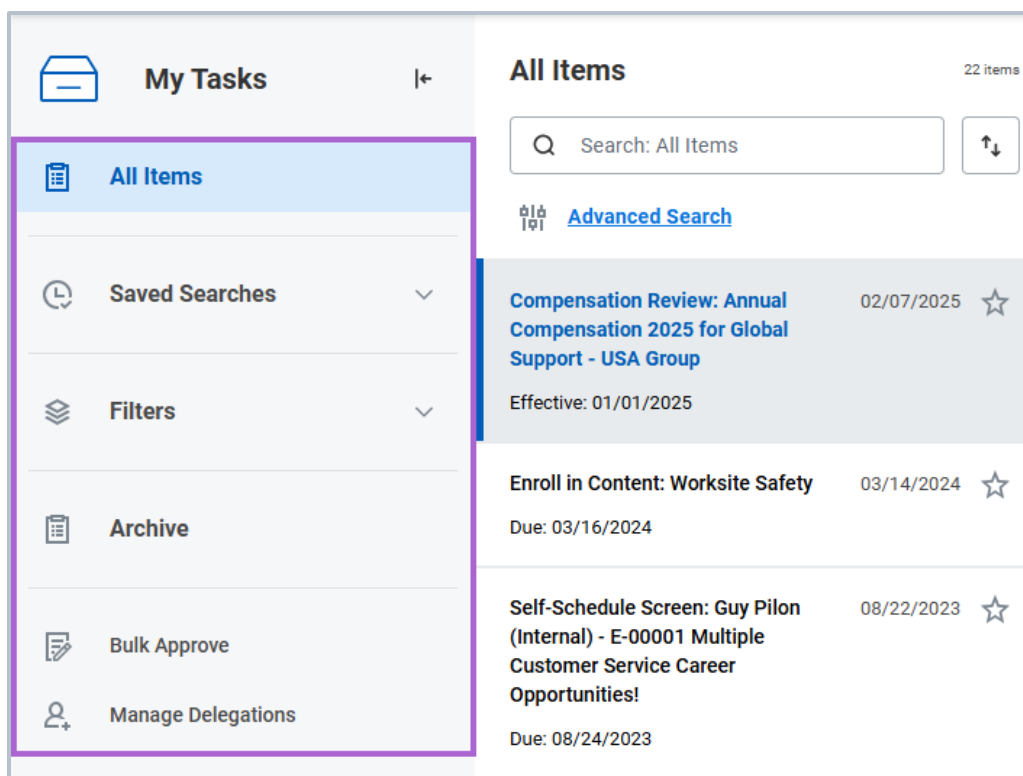 My Tasks
All Items
Saved Searches
Filters
Archive
Bulk Approve
Manage Delegations
All Items
22 items
Search: All Items
Advanced Search
Compensation Review: Annual
Compensation 2025 for Global
Support - USA Group
02/07/2025
Effective: 01/01/2025
Enroll in Content: Worksite Safety
03/14/2024
Due: 03/16/2024
Self-Schedule Screen: Guy Pilon
(Internal) - E-00001 Multiple
Customer Service Career
Opportunities!
08/22/2023
Due: 08/24/2023